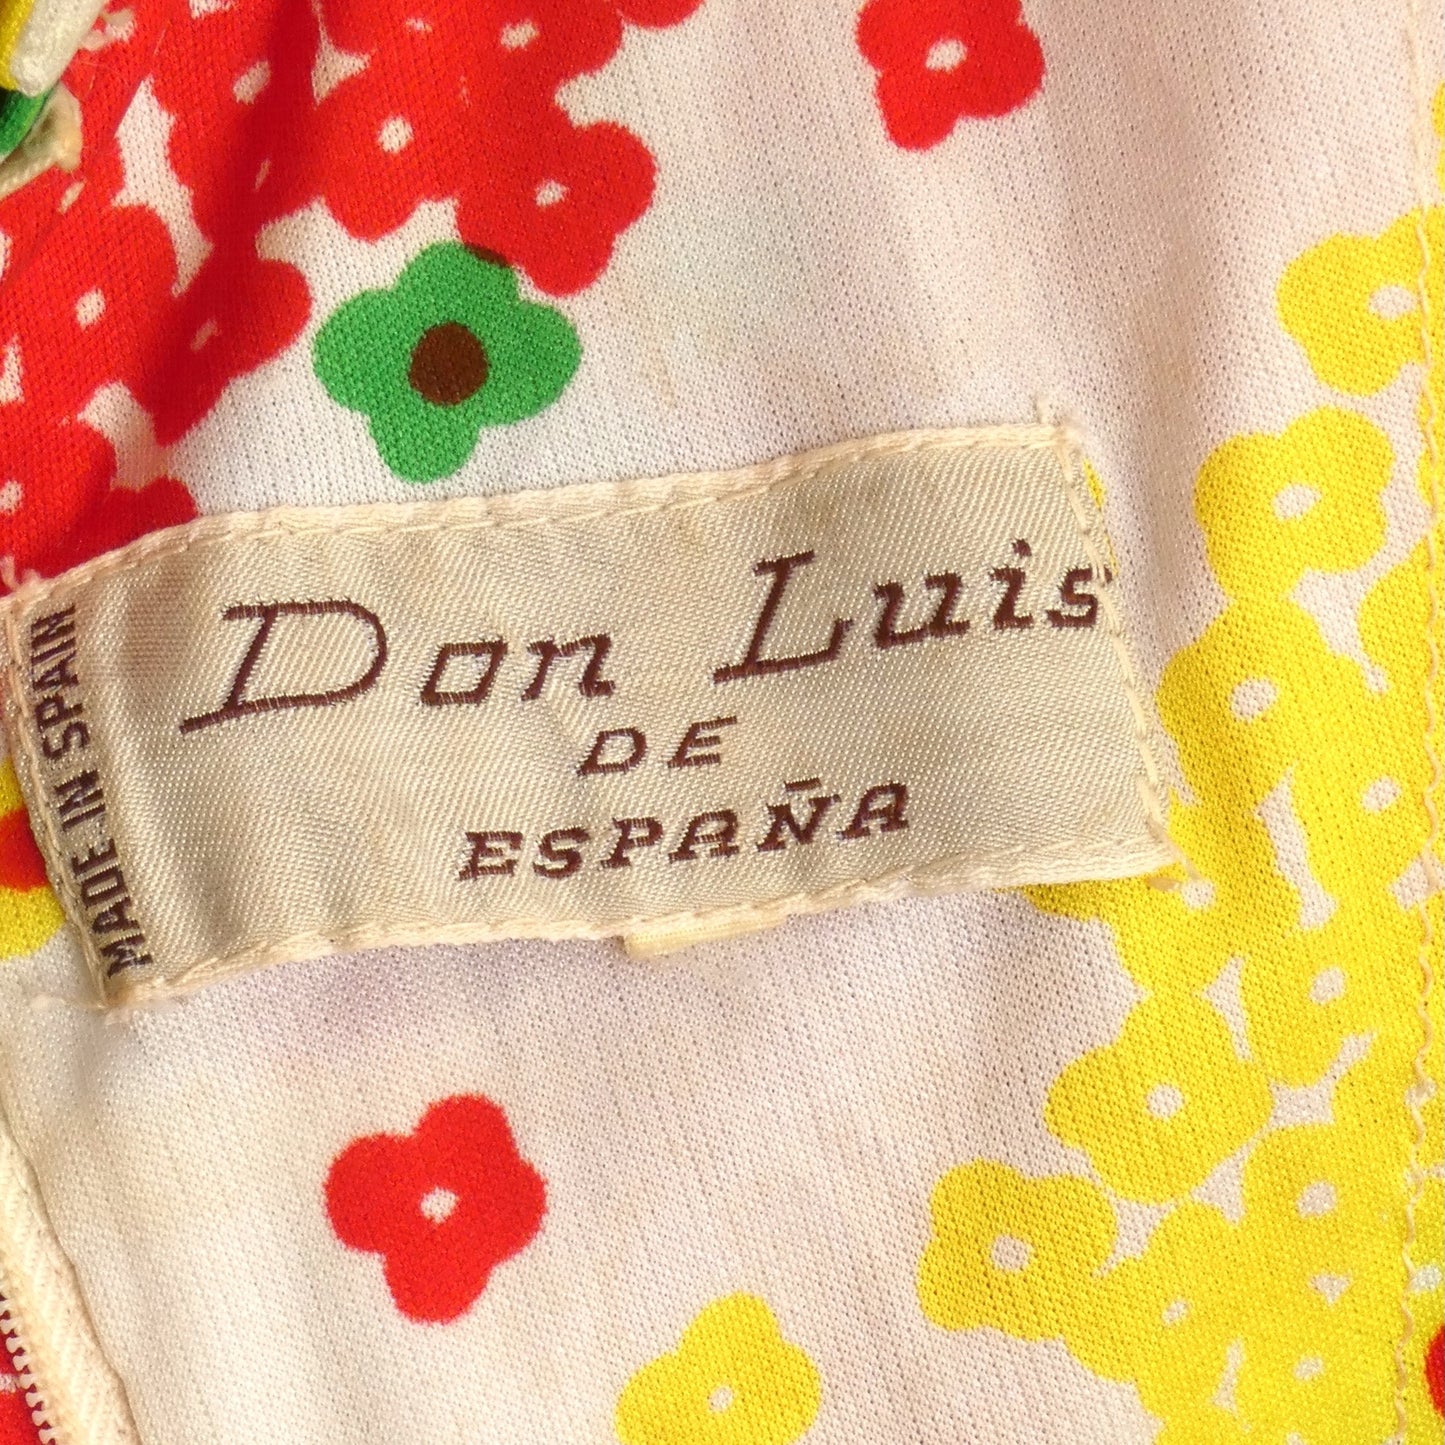 Don Luis
DE
ESPAÑA
MADE IN SPAIN